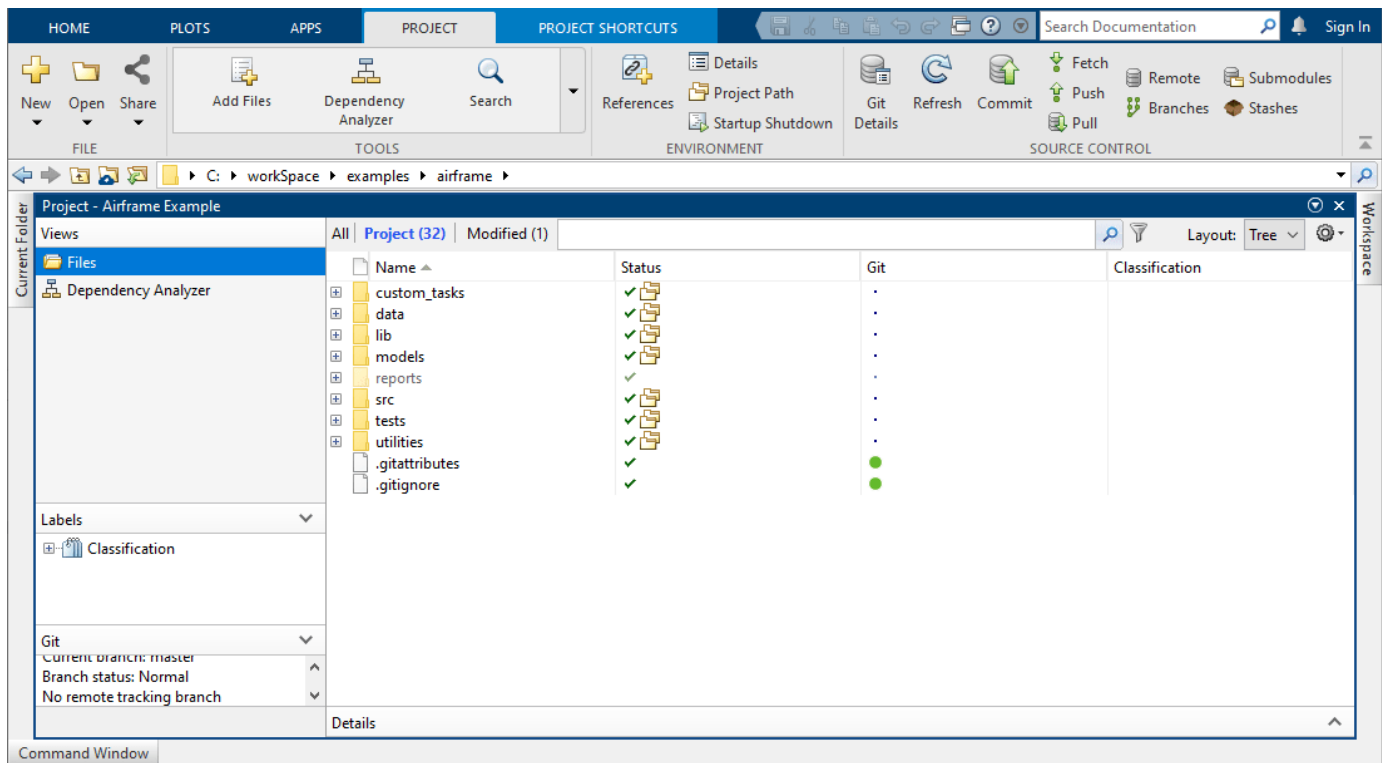 HOME PLOTS APPS PROJECT PROJECT SHORTCUTS Search Documentation Sign In
New Open Share Add Files Dependency Analyzer Search References Details Project Path Startup Shutdown Git Details Refresh Commit Fetch Push Pull Remote Branches Submodules Stashes
FILE TOOLS ENVIRONMENT SOURCE CONTROL
C: workSpace examples airframe
Current Folder
Project - Airframe Example
Workspace
Views
All Project (32) Modified (1) Layout: Tree
Files
Dependency Analyzer
Name Status Git Classification
custom_tasks
data
lib
models
reports
src
tests
utilities
.gitattributes
.gitignore
Labels
Classification
Git
Current branch: master
Branch status: Normal
No remote tracking branch
Details
Command Window